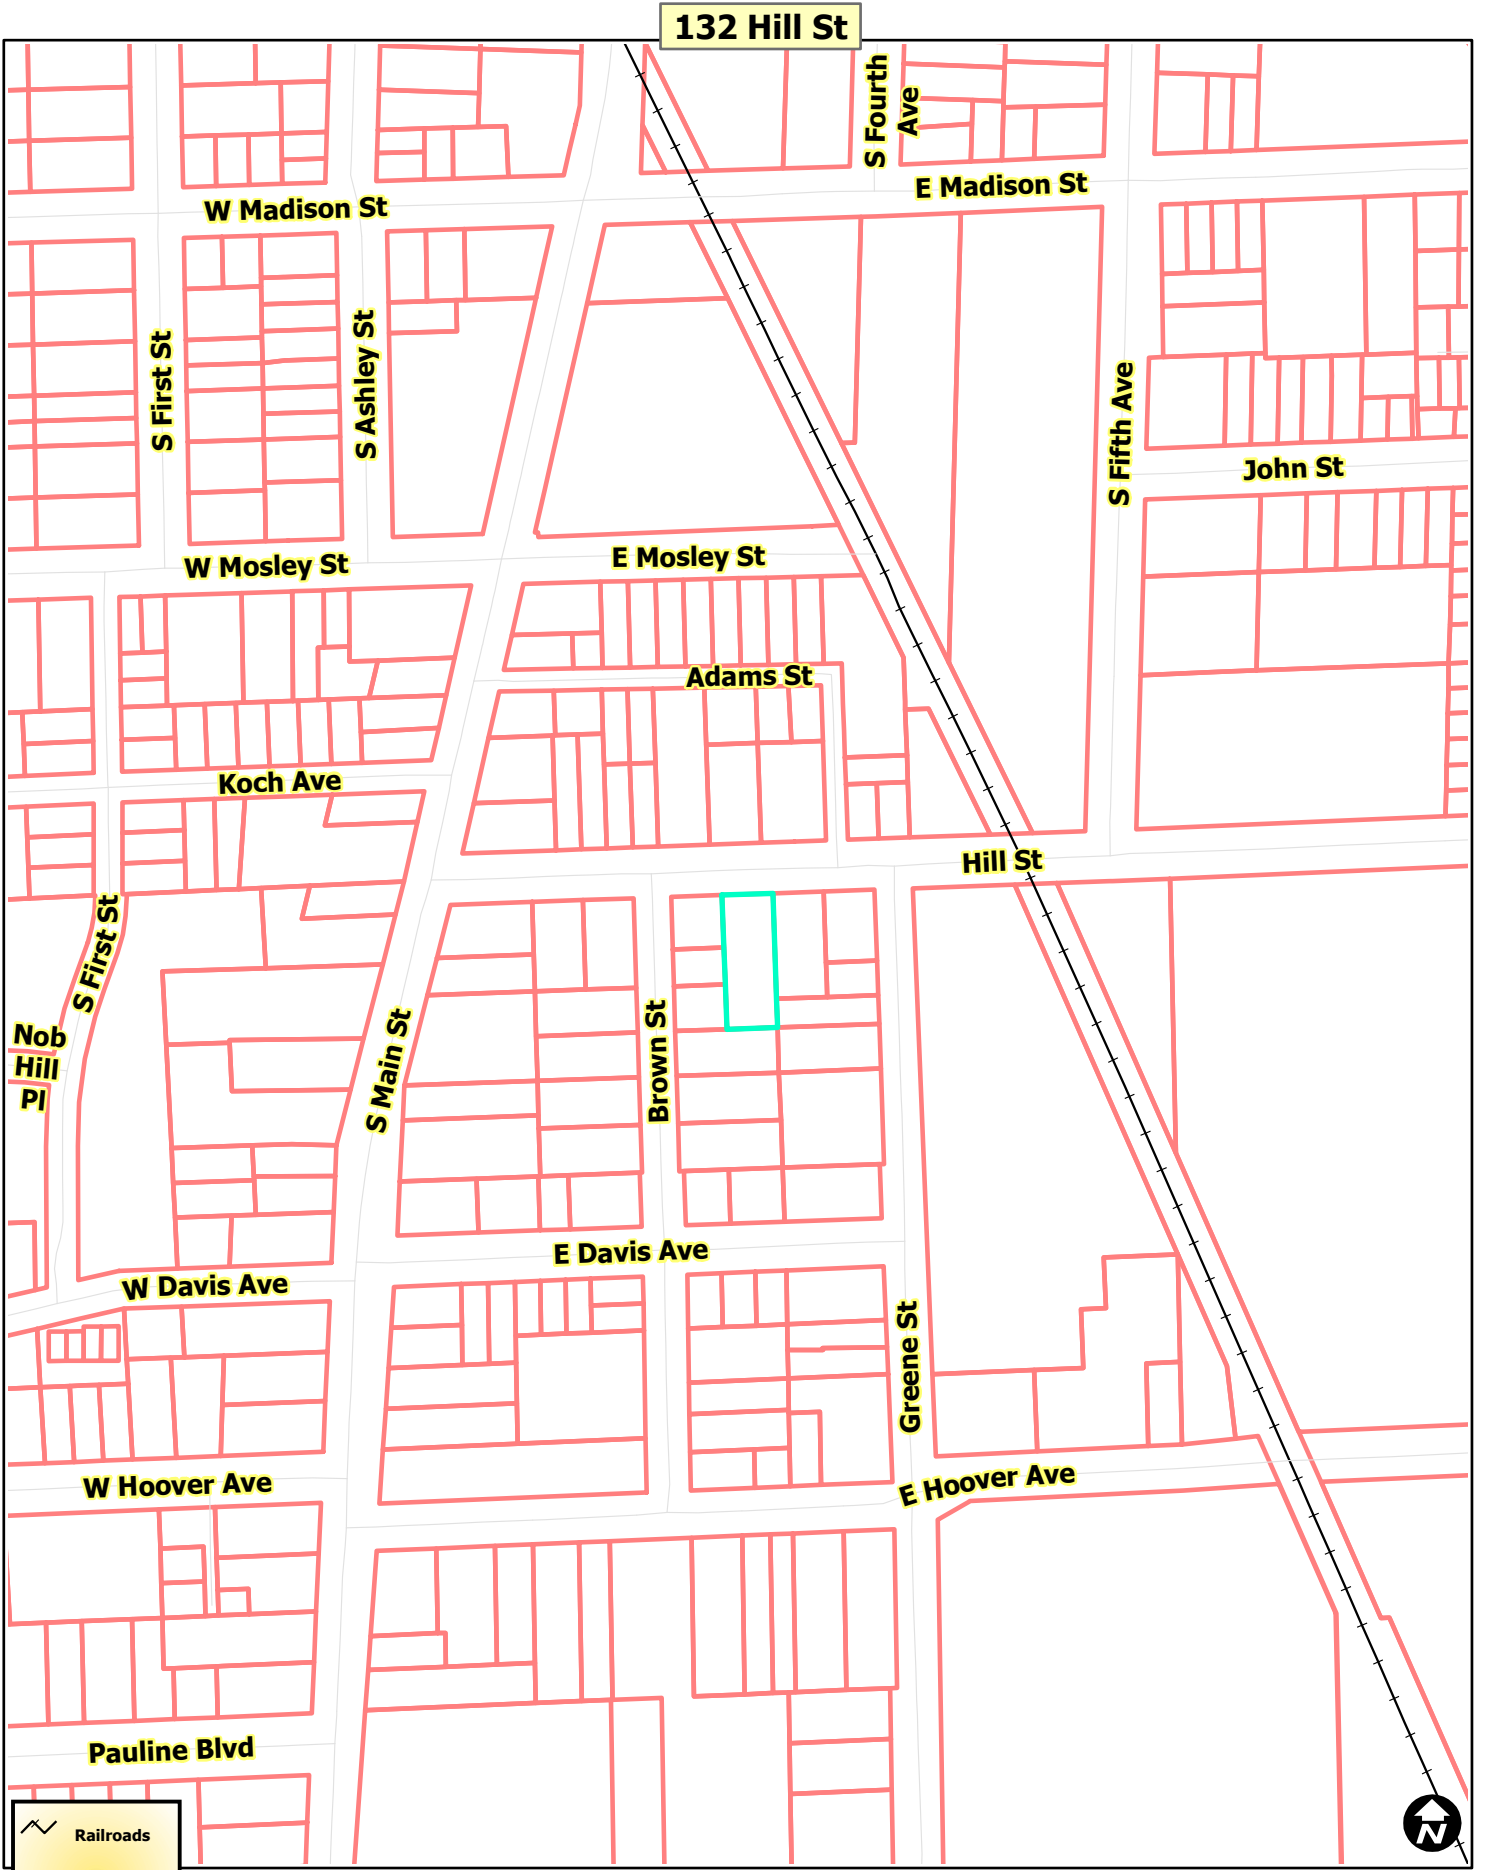 132 Hill St
S Fourth
Ave
E Madison St
W Madison St
S First St
S Ashley St
S Fifth Ave
John St
W Mosley St
E Mosley St
Adams St
Koch Ave
Hill St
S First St
Nob
Hill
Pl
S Main St
Brown St
E Davis Ave
W Davis Ave
Greene St
W Hoover Ave
E Hoover Ave
Pauline Blvd
Railroads
N